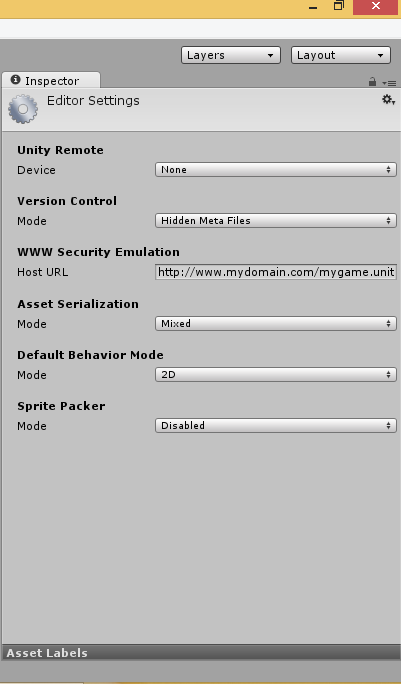 Layers Layout
Inspector
Editor Settings
Unity Remote
Device None
Version Control
Mode Hidden Meta Files
WWW Security Emulation
Host URL http://www.mydomain.com/mygame.unit
Asset Serialization
Mode Mixed
Default Behavior Mode
Mode 2D
Sprite Packer
Mode Disabled
Asset Labels